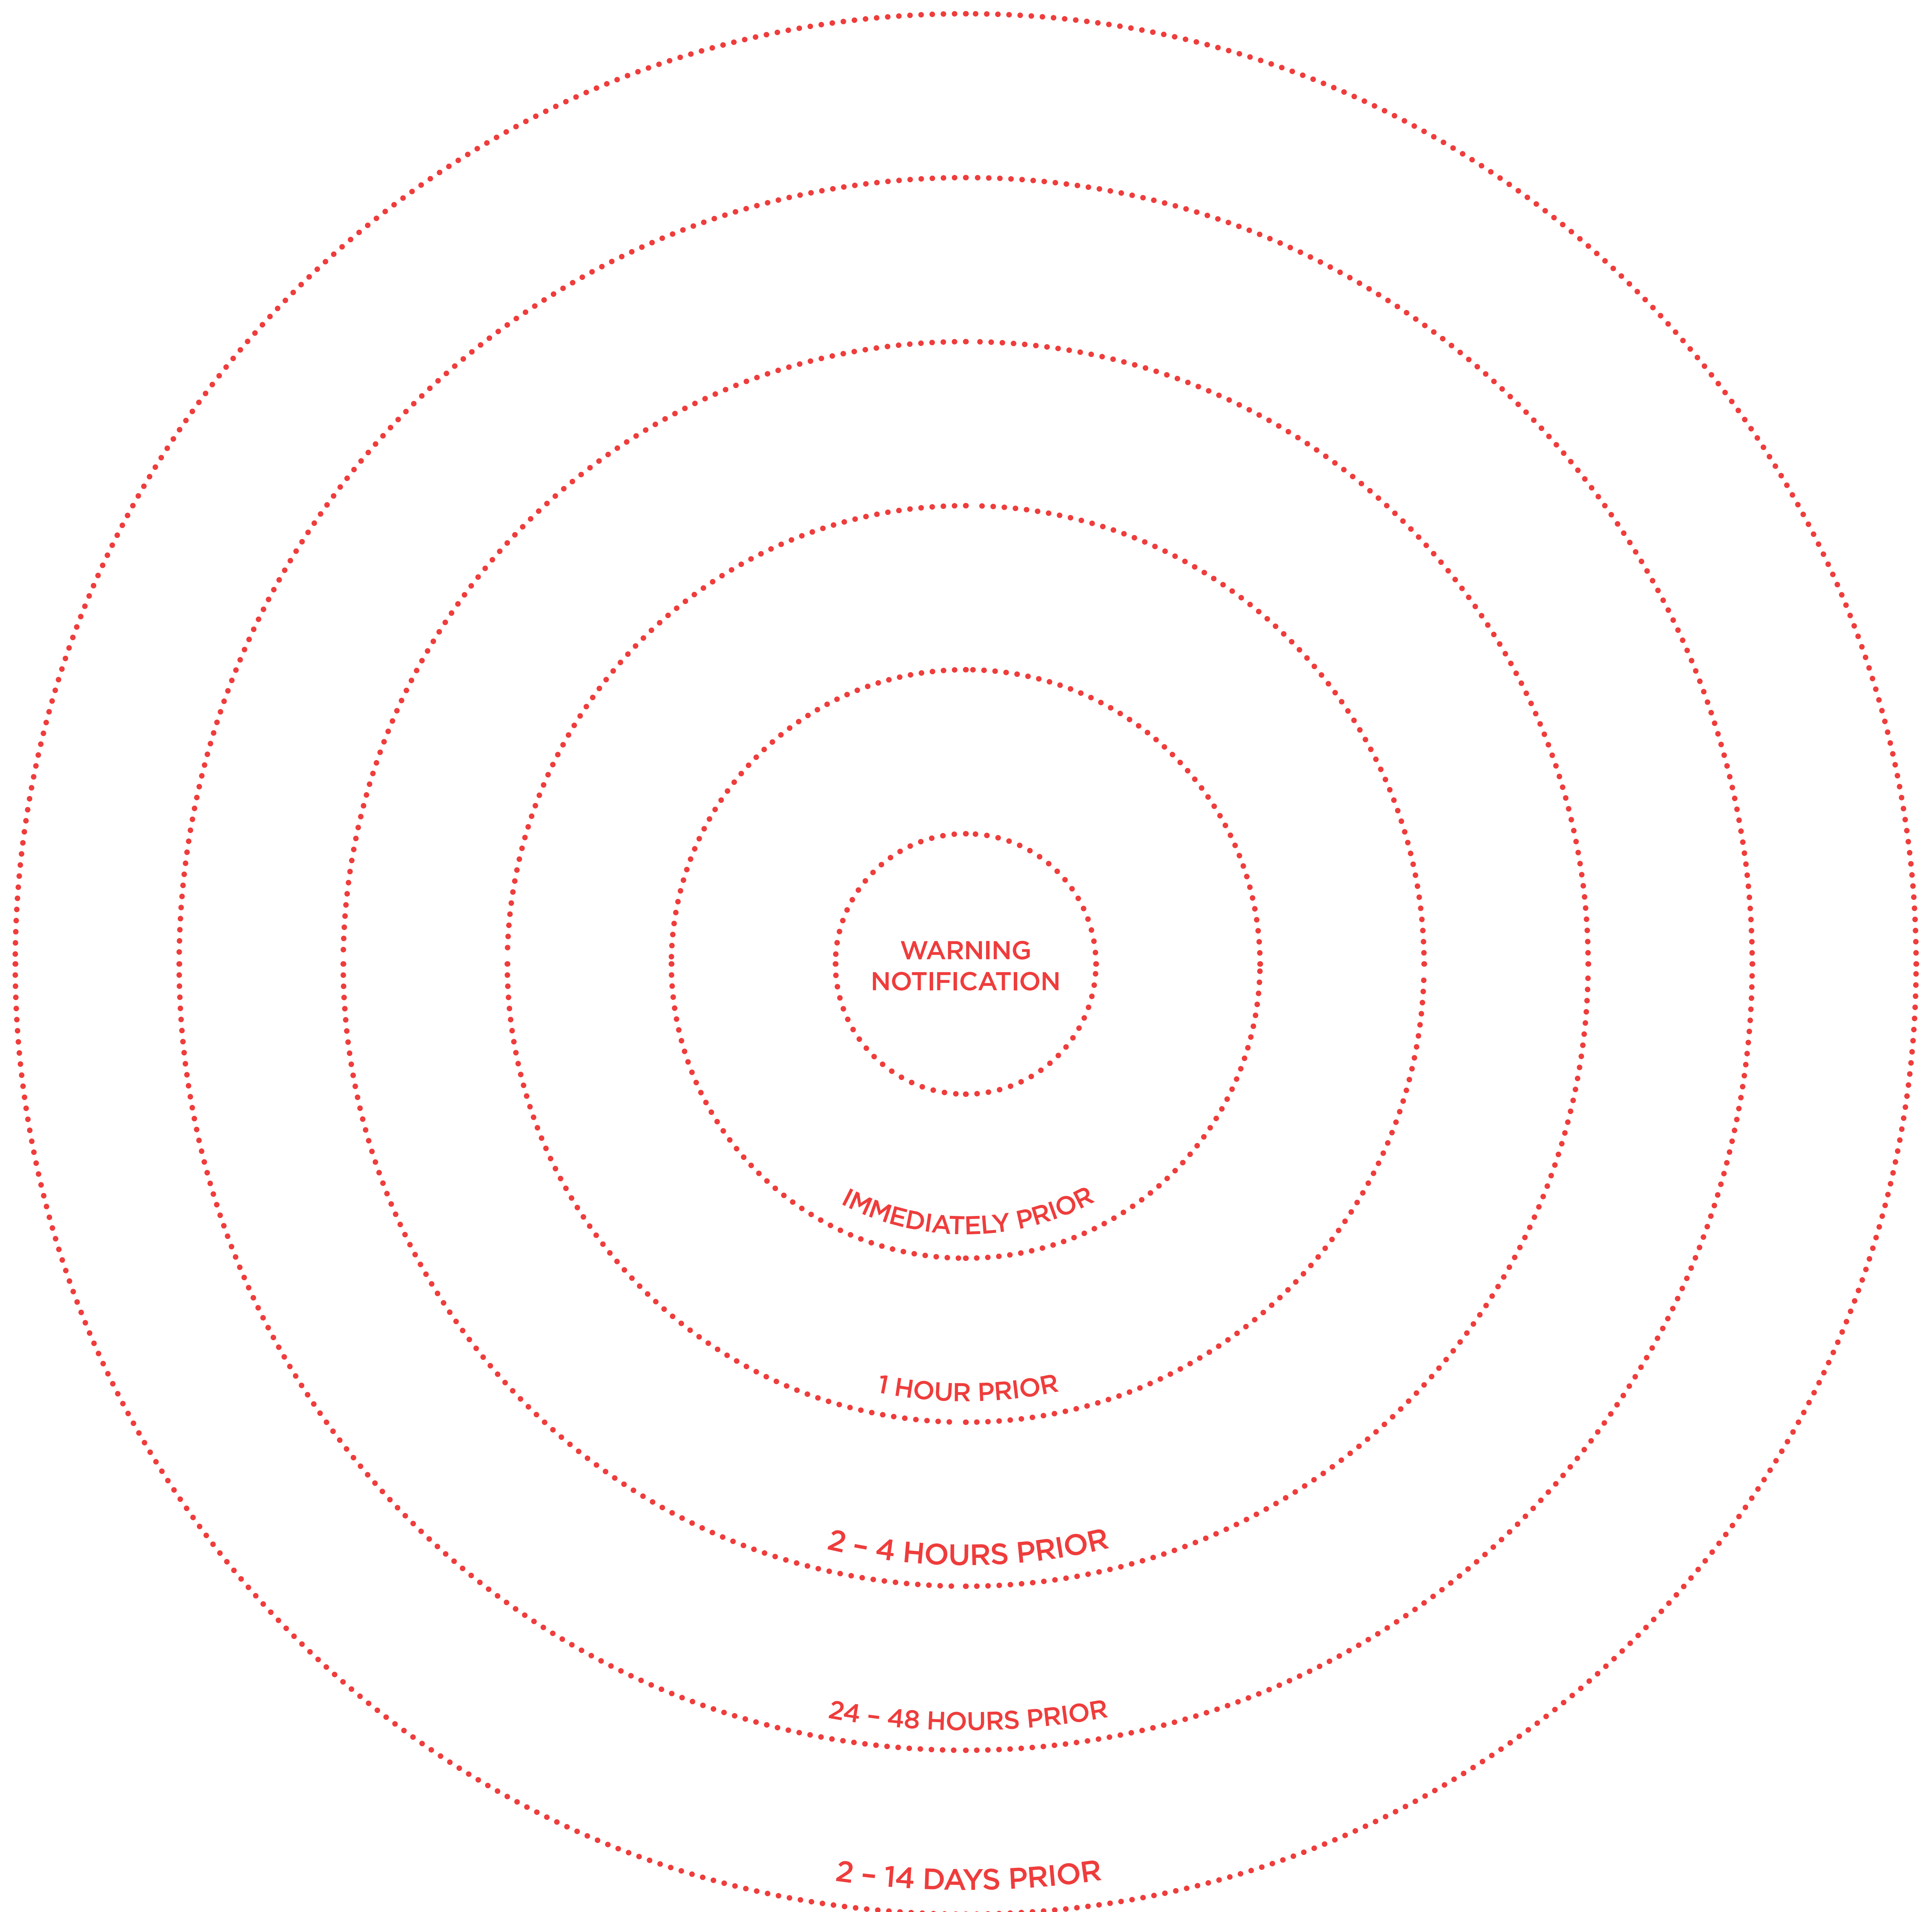 WARNING
NOTIFICATION
IMMEDIATELY PRIOR
1 HOUR PRIOR
2 – 4 HOURS PRIOR
24 – 48 HOURS PRIOR
2 – 14 DAYS PRIOR